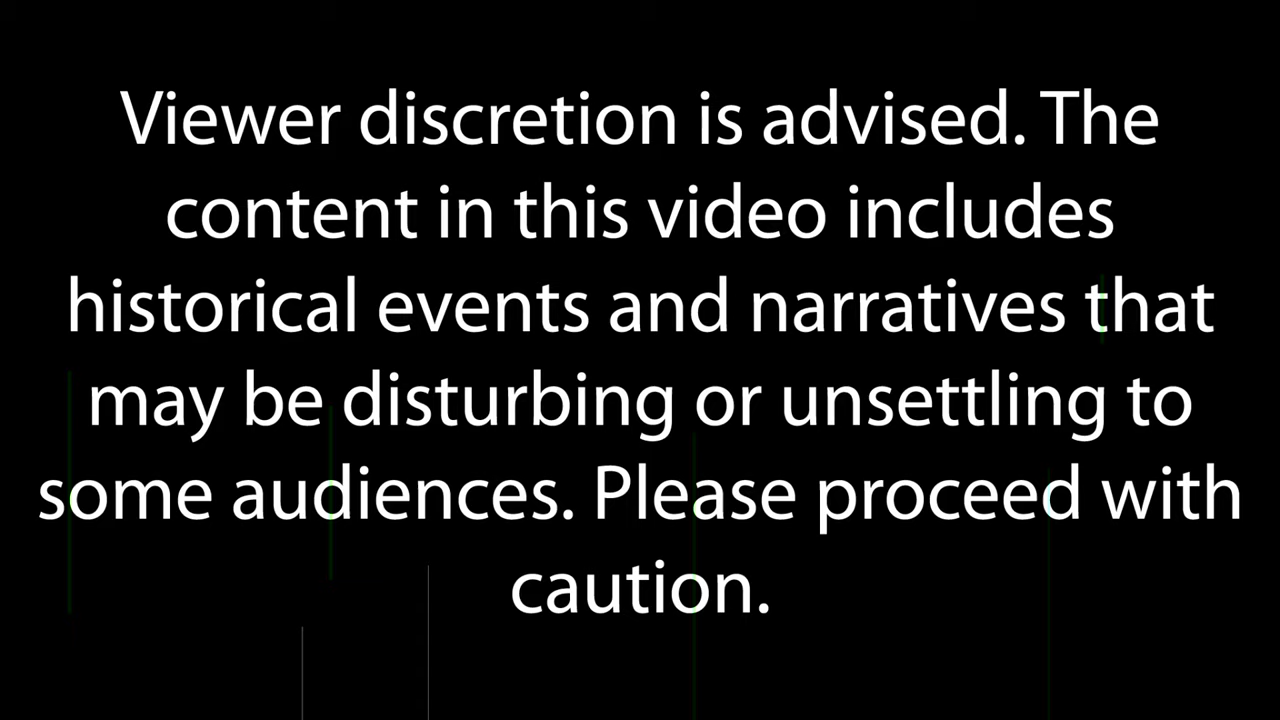 Viewer discretion is advised. The
content in this video includes
historical events and narratives that
may be disturbing or unsettling to
some audiences. Please proceed with
caution.